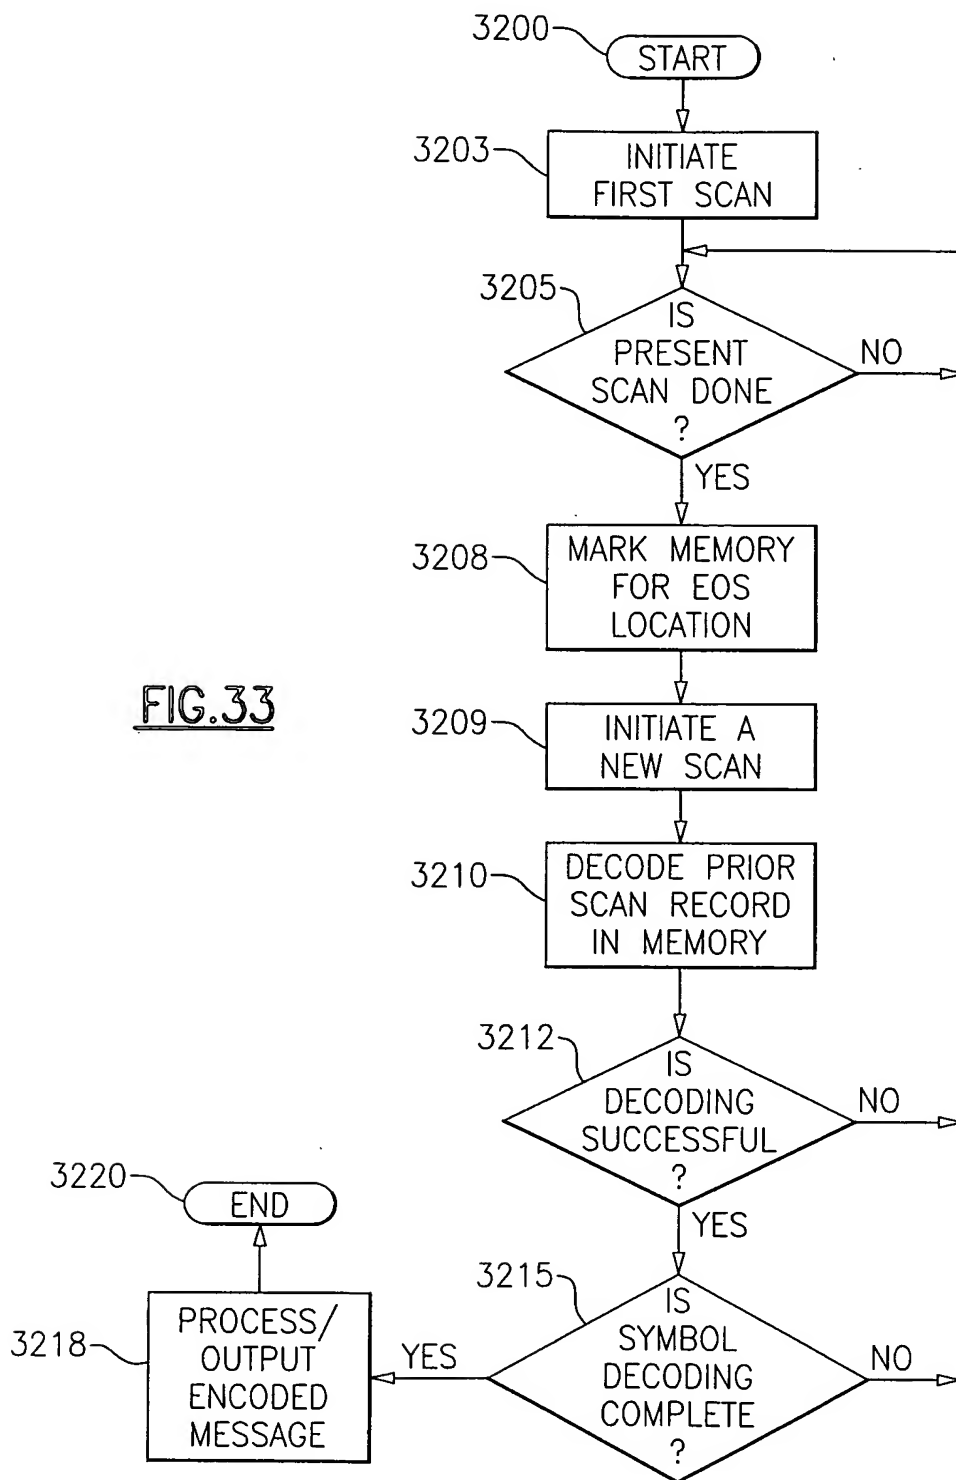 3200
START
3203
INITIATE
FIRST SCAN
3205
IS
PRESENT
SCAN DONE
?
NO
YES
3208
MARK MEMORY
FOR EOS
LOCATION
FIG.33
3209
INITIATE A
NEW SCAN
3210
DECODE PRIOR
SCAN RECORD
IN MEMORY
3212
IS
DECODING
SUCCESSFUL
?
NO
YES
3220
END
3215
IS
SYMBOL
DECODING
COMPLETE
?
NO
YES
3218
PROCESS/
OUTPUT
ENCODED
MESSAGE